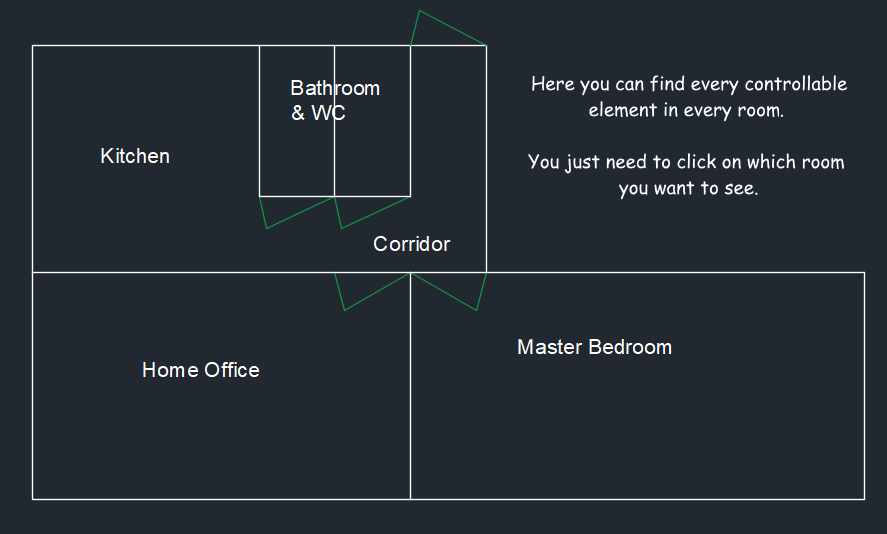 Here you can find every controllable
element in every room.
You just need to click on which room
you want to see.
Bathroom
& WC
Kitchen
Corridor
Master Bedroom
Home Office